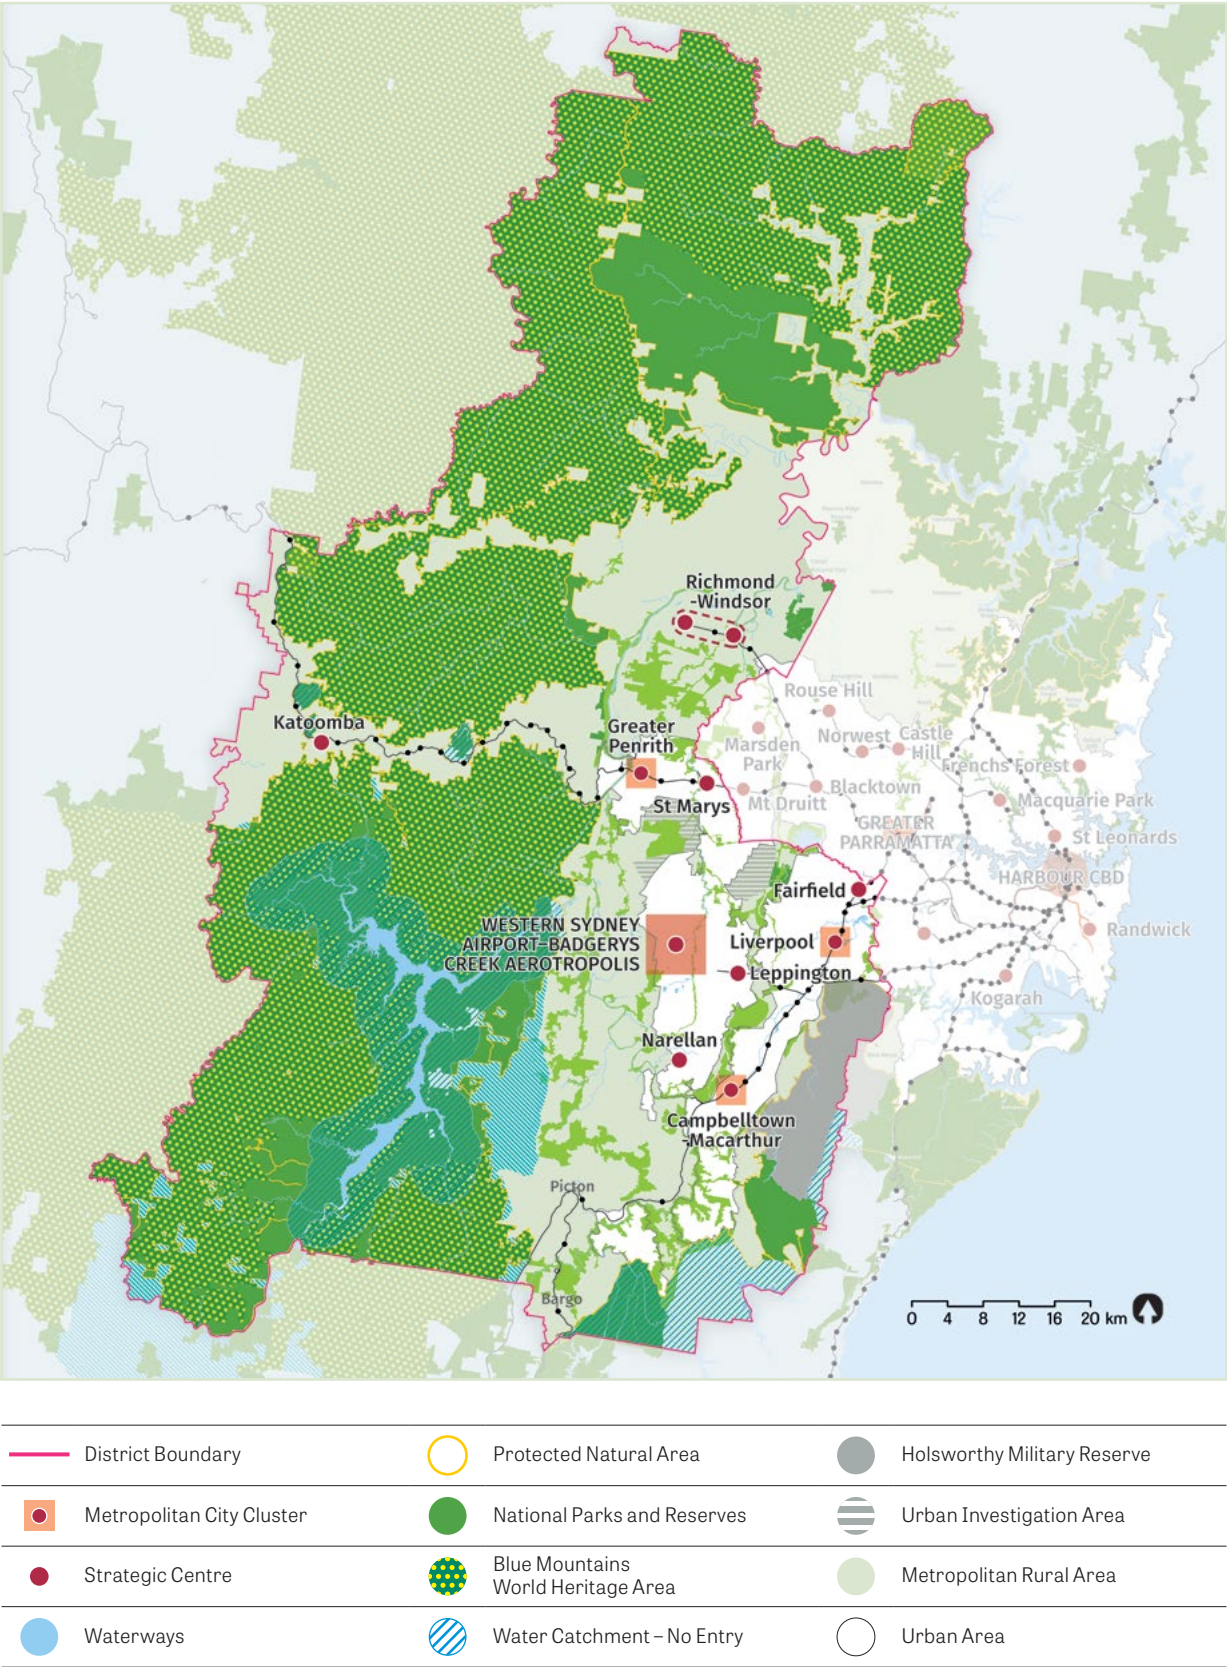 Richmond
-Windsor
Rouse Hill
Katoomba
Greater
Penrith
Marsden
Park
Norwest
Castle
Hill
Frenchs Forest
St Marys
Mt Druitt
Blacktown
Macquarie Park
GREATER
PARRAMATTA
St Leonards
HARBOUR CBD
Fairfield
WESTERN SYDNEY
AIRPORT–BADGERYS
CREEK AEROTROPOLIS
Liverpool
Randwick
Leppington
Kogarah
Narellan
Campbelltown
-Macarthur
Picton
Bargo
0 4 8 12 16 20 km
District Boundary
Protected Natural Area
Holsworthy Military Reserve
Metropolitan City Cluster
National Parks and Reserves
Urban Investigation Area
Strategic Centre
Blue Mountains
World Heritage Area
Metropolitan Rural Area
Waterways
Water Catchment – No Entry
Urban Area